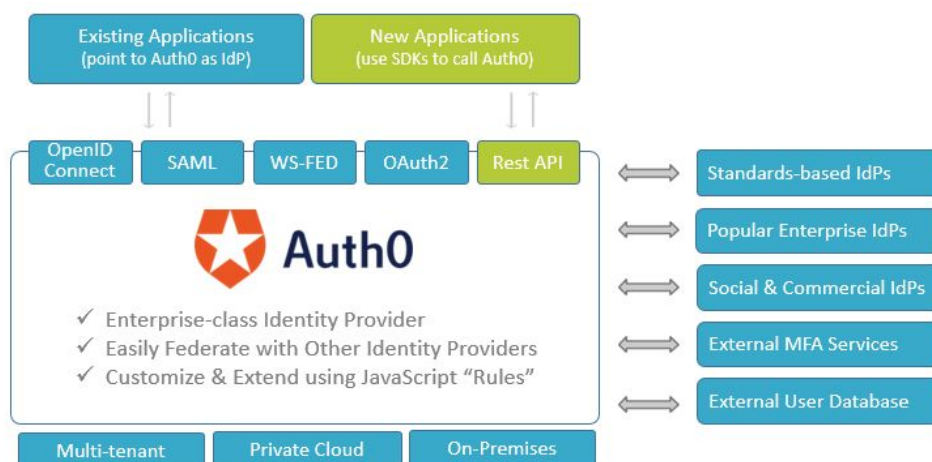 Existing Applications
(point to Auth0 as IdP)
New Applications
(use SDKs to call Auth0)
OpenID
Connect
SAML
WS-FED
OAuth2
Rest API
Auth0
✓ Enterprise-class Identity Provider
✓ Easily Federate with Other Identity Providers
✓ Customize & Extend using JavaScript “Rules”
Standards-based IdPs
Popular Enterprise IdPs
Social & Commercial IdPs
External MFA Services
External User Database
Multi-tenant
Private Cloud
On-Premises